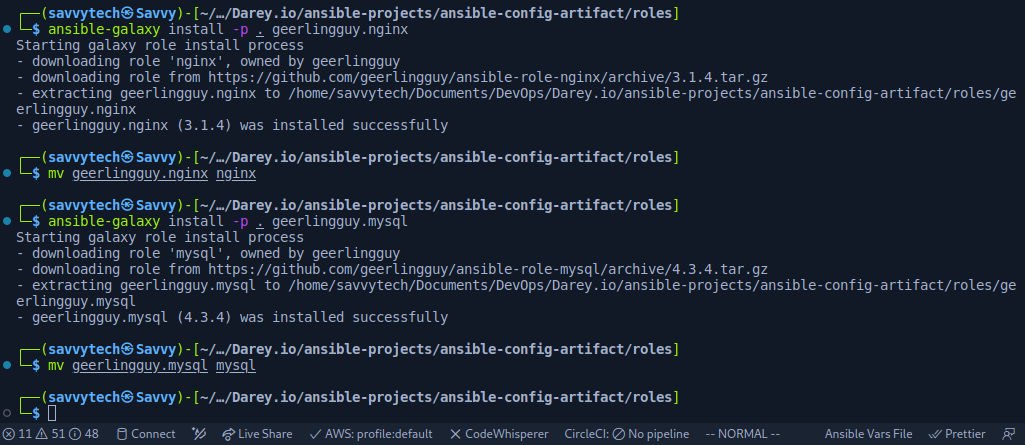 ┌──(savvytech㉿Savvy)-[~/…/Darey.io/ansible-projects/ansible-config-artifact/roles]
└─$ ansible-galaxy install -p . geerlingguy.nginx
Starting galaxy role install process
- downloading role 'nginx', owned by geerlingguy
- downloading role from https://github.com/geerlingguy/ansible-role-nginx/archive/3.1.4.tar.gz
- extracting geerlingguy.nginx to /home/savvytech/Documents/DevOps/Darey.io/ansible-projects/ansible-config-artifact/roles/ge
erlingguy.nginx
- geerlingguy.nginx (3.1.4) was installed successfully
┌──(savvytech㉿Savvy)-[~/…/Darey.io/ansible-projects/ansible-config-artifact/roles]
└─$ mv geerlingguy.nginx nginx
┌──(savvytech㉿Savvy)-[~/…/Darey.io/ansible-projects/ansible-config-artifact/roles]
└─$ ansible-galaxy install -p . geerlingguy.mysql
Starting galaxy role install process
- downloading role 'mysql', owned by geerlingguy
- downloading role from https://github.com/geerlingguy/ansible-role-mysql/archive/4.3.4.tar.gz
- extracting geerlingguy.mysql to /home/savvytech/Documents/DevOps/Darey.io/ansible-projects/ansible-config-artifact/roles/ge
erlingguy.mysql
- geerlingguy.mysql (4.3.4) was installed successfully
┌──(savvytech㉿Savvy)-[~/…/Darey.io/ansible-projects/ansible-config-artifact/roles]
└─$ mv geerlingguy.mysql mysql
┌──(savvytech㉿Savvy)-[~/…/Darey.io/ansible-projects/ansible-config-artifact/roles]
└─$
11 51 48 Connect Live Share AWS: profile:default CodeWhisperer CircleCI: No pipeline -- NORMAL -- Ansible Vars File Prettier